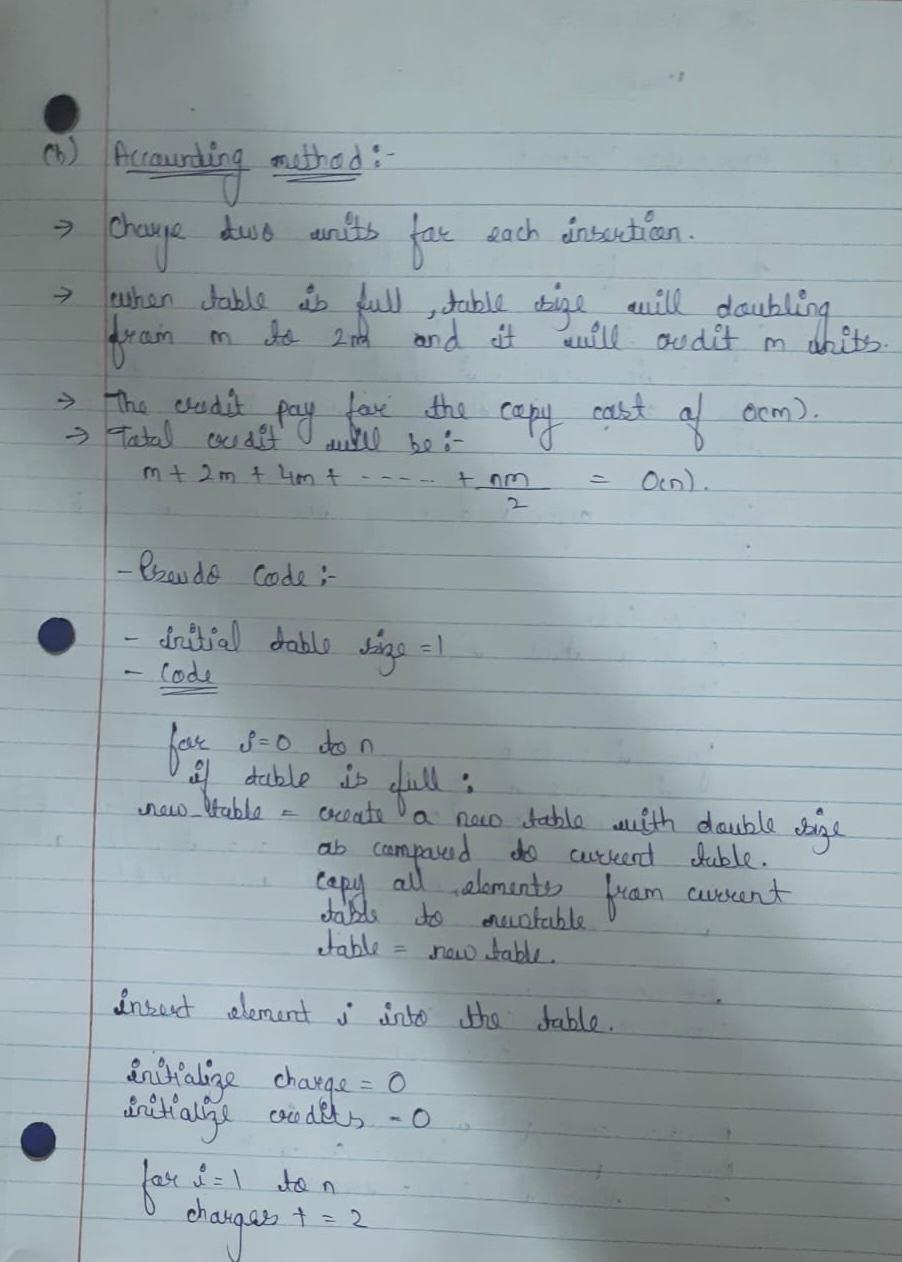 (b) Accounting method :-
→ Charge two units for each insertion.
→ when table is full, table size will doubling
from m to 2m and it will credit m units.
→ The credit pay for the copy cost of O(m).
→ Total credit will be :-
m + 2m + 4m + ----- + nm/2 = O(n).
- Pseudo Code :-
- initial table size = 1
- Code
for i=0 to n
if table is full :
new_table = create a new table with double size
as compared to current table.
copy all elements from current
table to newtable
table = new table.
insert element i into the table.
initialize charge = 0
initialize credits - 0
for i = 1 to n
charges + = 2